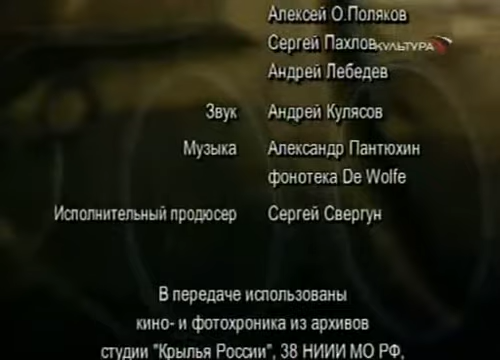 Алексей О.Поляков
Сергей Пахлов
КУЛЬТУРА
Андрей Лебедев
Звук Андрей Кулясов
Музыка Александр Пантюхин
фонотека De Wolfe
Исполнительный продюсер Сергей Свергун
В передаче использованы
кино- и фотохроника из архивов
студии "Крылья России", 38 НИИИ МО РФ,